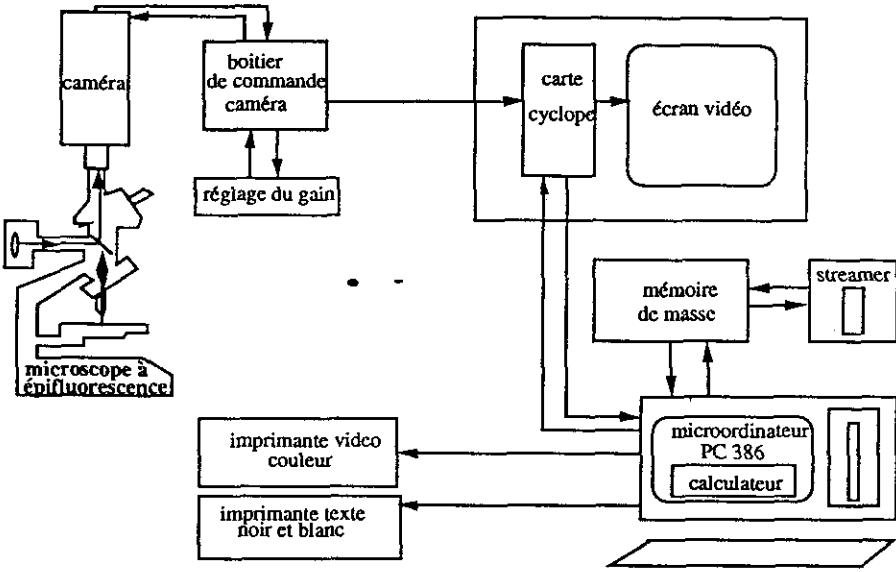 caméra
boitier
de commande
caméra
réglage du gain
carte
cyclope
écran vidéo
mémoire
de masse
streamer
microscope à
épifluorescence
microordinateur
PC 386
calculateur
imprimante video
couleur
imprimante texte
noir et blanc